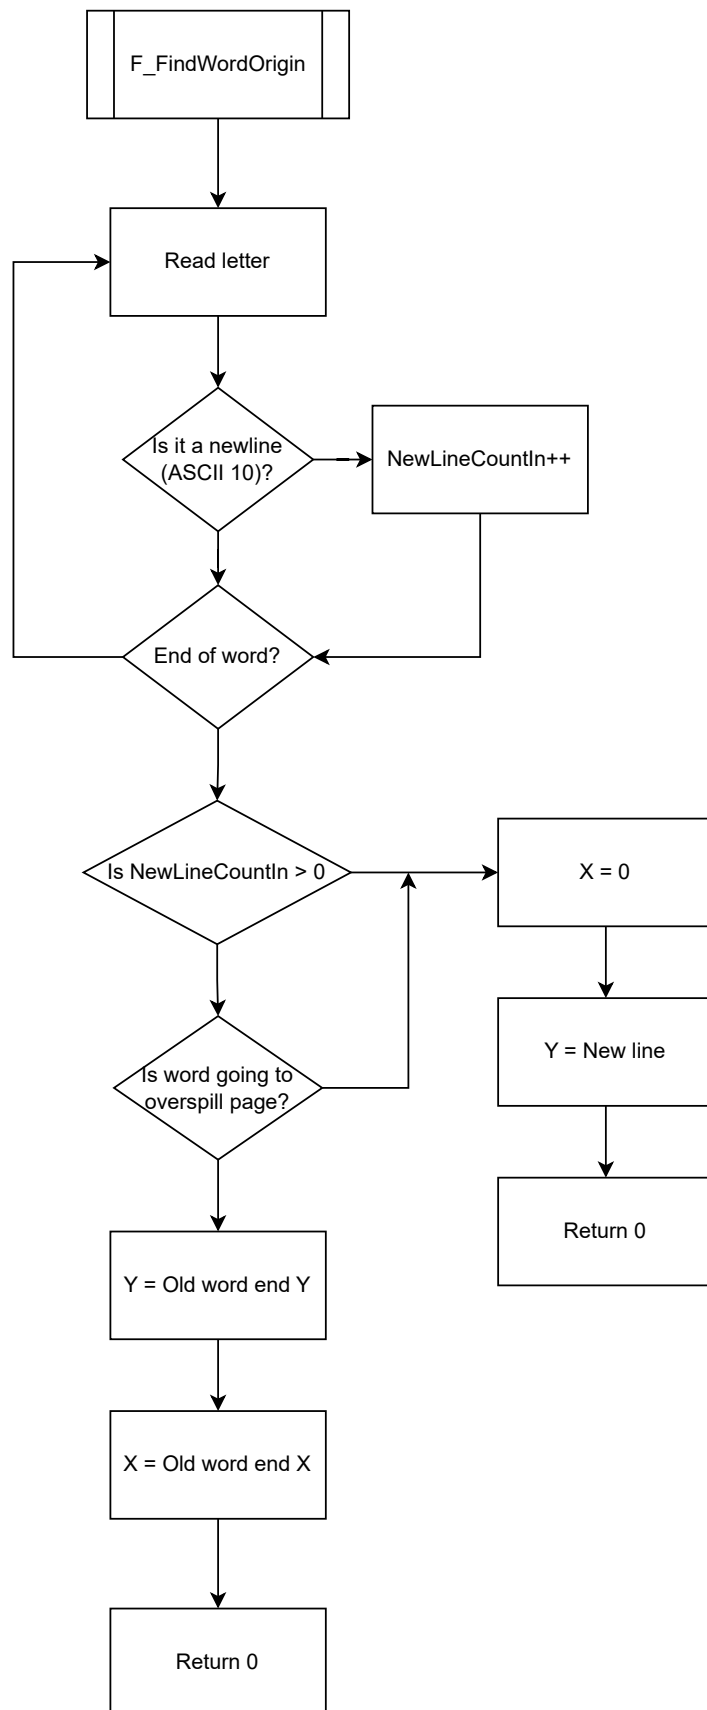 F_FindWordOrigin
Read letter
Is it a newline
(ASCII 10)?
NewLineCountIn++
End of word?
Is NewLineCountIn > 0
X = 0
Is word going to
overspill page?
Y = New line
Return 0
Y = Old word end Y
X = Old word end X
Return 0